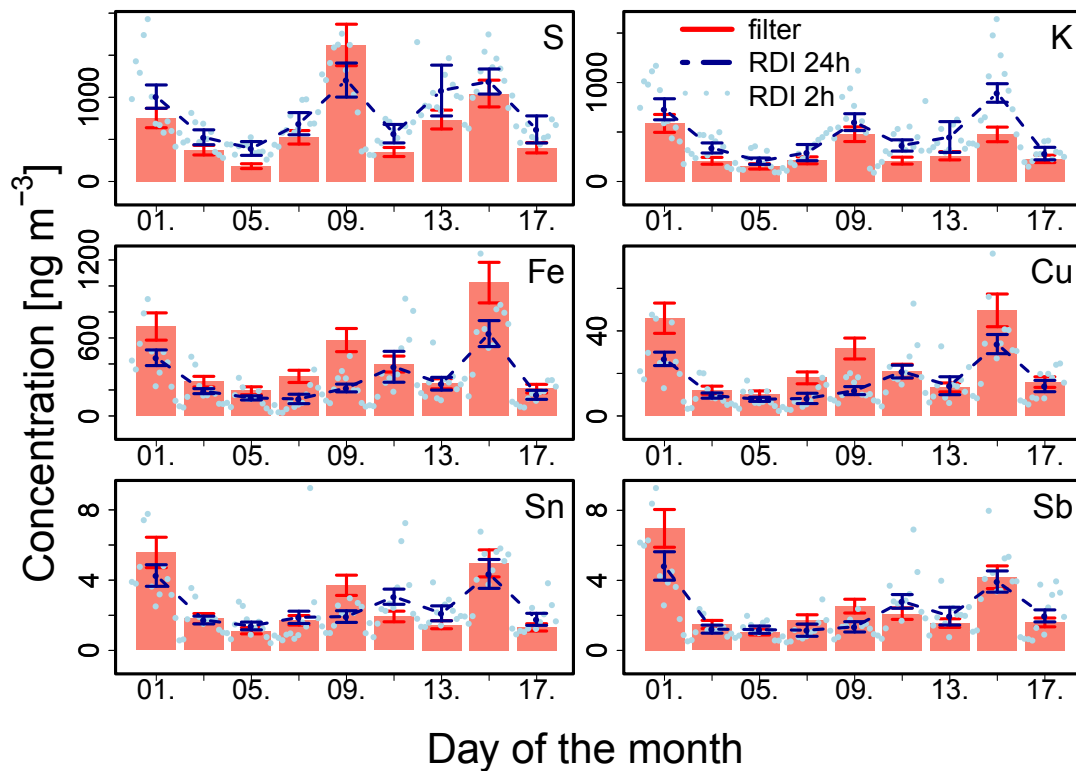 S
K
filter
RDI 24h
RDI 2h
0 1000
0 1000
01. 05. 09. 13. 17.
01. 05. 09. 13. 17.
Concentration [ng m⁻³]
Fe
Cu
0 600 1200
0 40
01. 05. 09. 13. 17.
01. 05. 09. 13. 17.
Sn
Sb
0 4 8
0 4 8
01. 05. 09. 13. 17.
01. 05. 09. 13. 17.
Day of the month